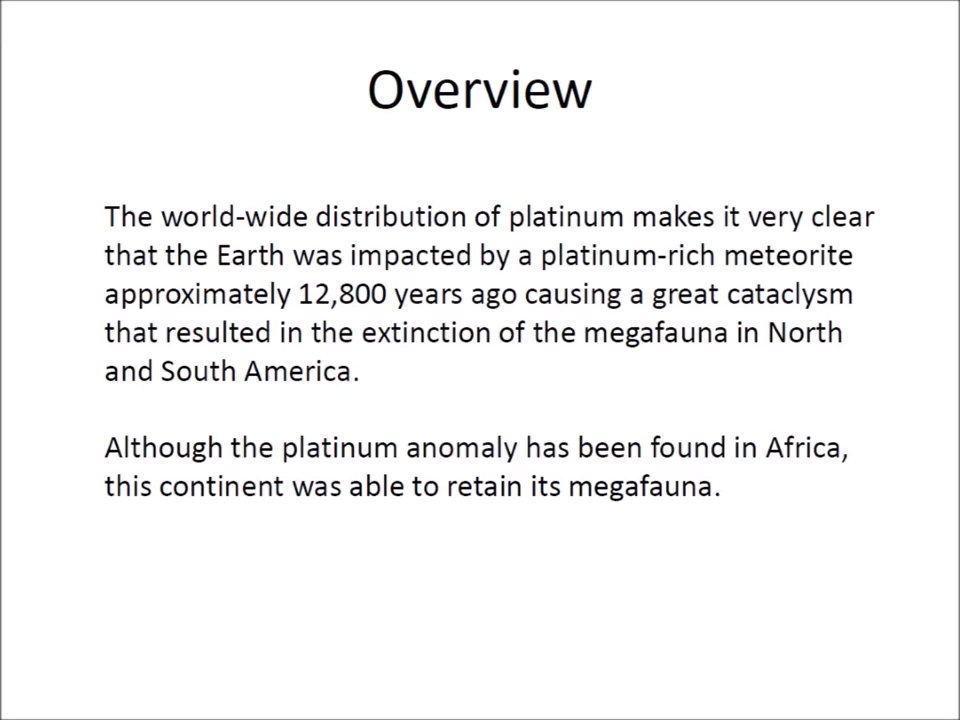 Overview
The world-wide distribution of platinum makes it very clear
that the Earth was impacted by a platinum-rich meteorite
approximately 12,800 years ago causing a great cataclysm
that resulted in the extinction of the megafauna in North
and South America.
Although the platinum anomaly has been found in Africa,
this continent was able to retain its megafauna.